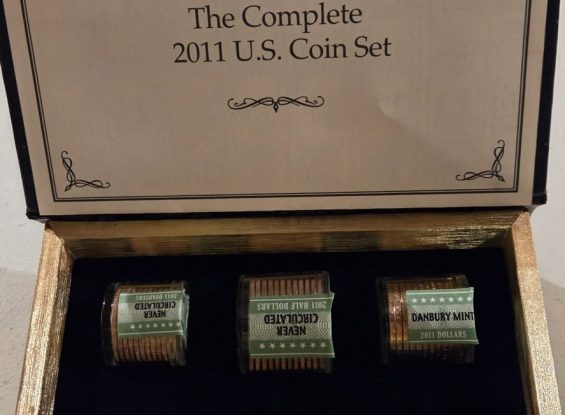 The Complete
2011 U.S. Coin Set
2011 QUARTERS
NEVER
CIRCULATED
2011 HALF DOLLARS
NEVER
CIRCULATED
DANBURY MINT
2011 DOLLARS